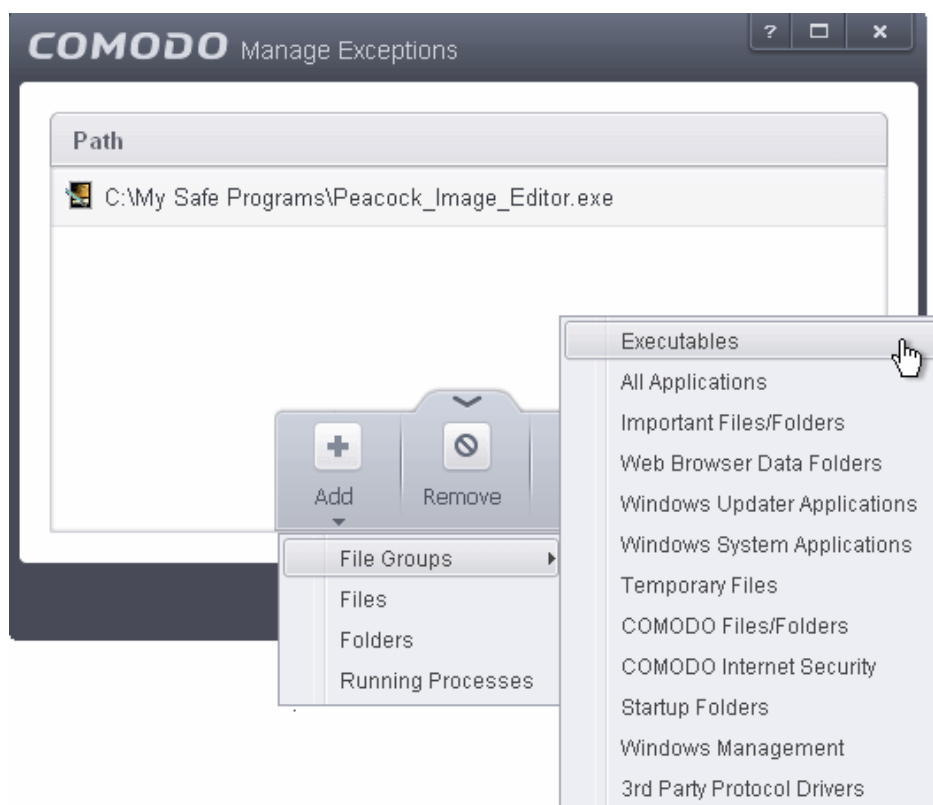 COMODO Manage Exceptions
?
Path
C:\My Safe Programs\Peacock_Image_Editor.exe
Add
Remove
File Groups
Files
Folders
Running Processes
Executables
All Applications
Important Files/Folders
Web Browser Data Folders
Windows Updater Applications
Windows System Applications
Temporary Files
COMODO Files/Folders
COMODO Internet Security
Startup Folders
Windows Management
3rd Party Protocol Drivers